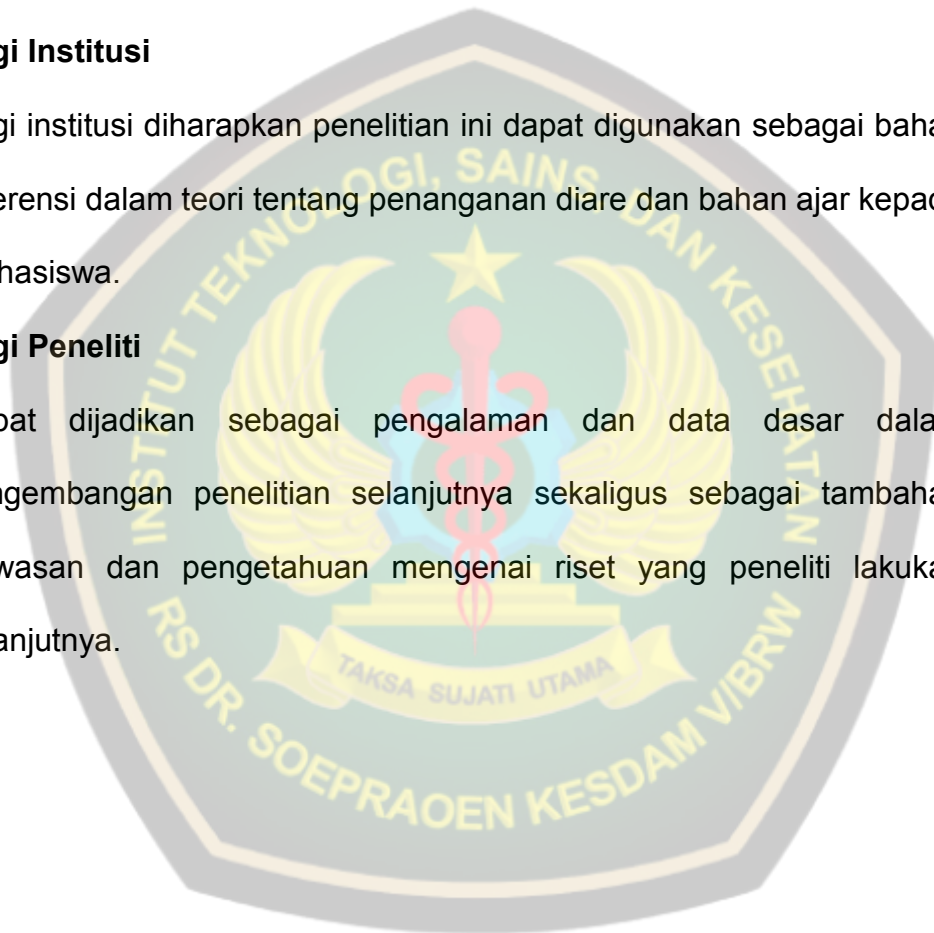 gi Institusi
gi institusi diharapkan penelitian ini dapat digunakan sebagai baha
erensi dalam teori tentang penanganan diare dan bahan ajar kepad
hasiswa.
gi Peneliti
pat dijadikan sebagai pengalaman dan data dasar dala
ngembangan penelitian selanjutnya sekaligus sebagai tambaha
wasan dan pengetahuan mengenai riset yang peneliti lakuka
anjutnya.
INSTITUT TEKNOLOGI, SAINS, DAN KESEHATAN
TAKSA SUJATI UTAMA
RS DR. SOEPRAOEN KESDAM V/BRW